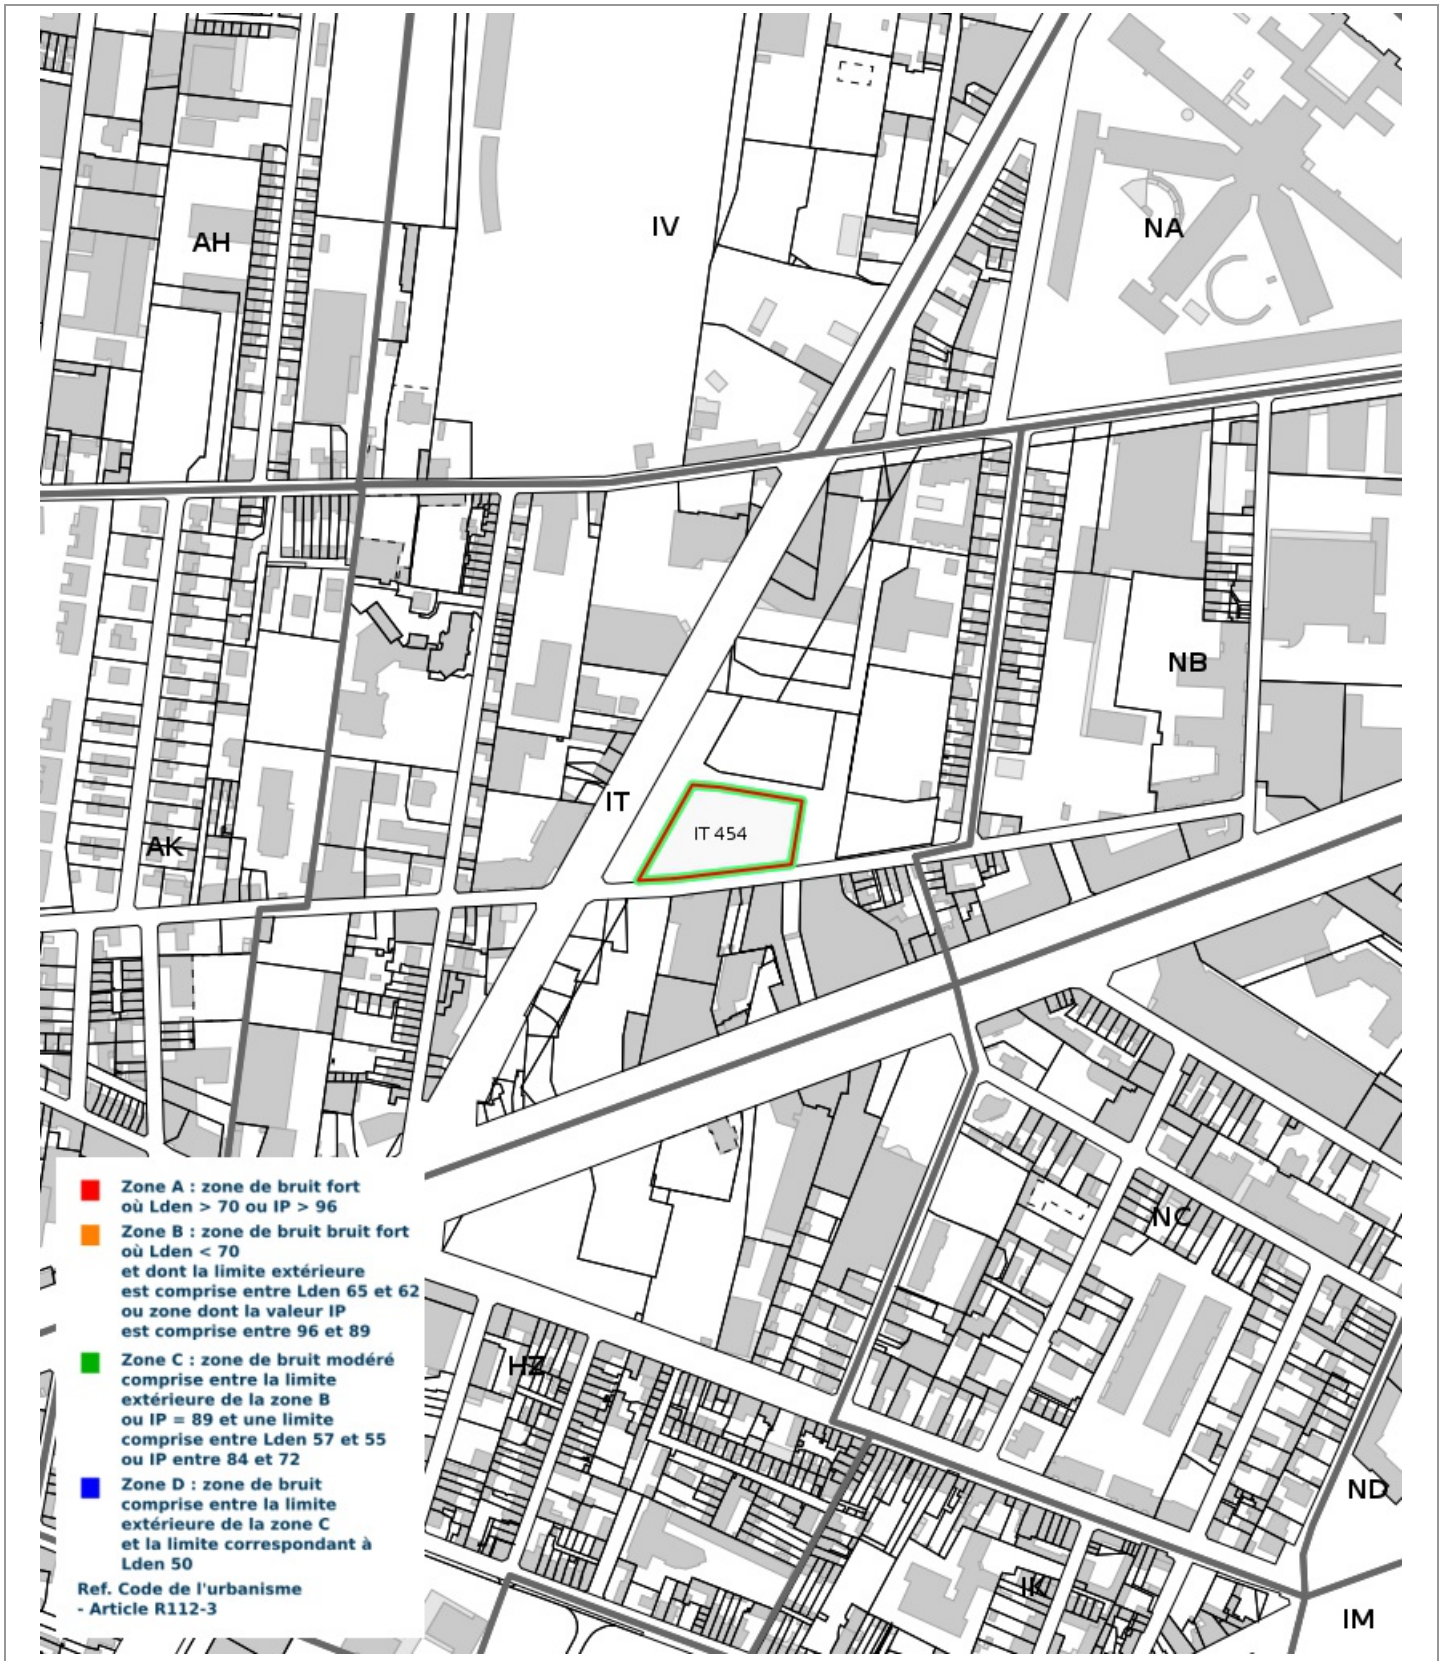 IV
NA
AH
NB
IT
IT 454
AK
Zone A : zone de bruit fort
où Lden > 70 ou IP > 96
Zone B : zone de bruit bruit fort
où Lden < 70
et dont la limite extérieure
est comprise entre Lden 65 et 62
ou zone dont la valeur IP
est comprise entre 96 et 89
Zone C : zone de bruit modéré
comprise entre la limite
extérieure de la zone B
ou IP = 89 et une limite
comprise entre Lden 57 et 55
ou IP entre 84 et 72
Zone D : zone de bruit
comprise entre la limite
extérieure de la zone C
et la limite correspondant à
Lden 50
Ref. Code de l'urbanisme
- Article R112-3
NC
HZ
ND
IK
IM